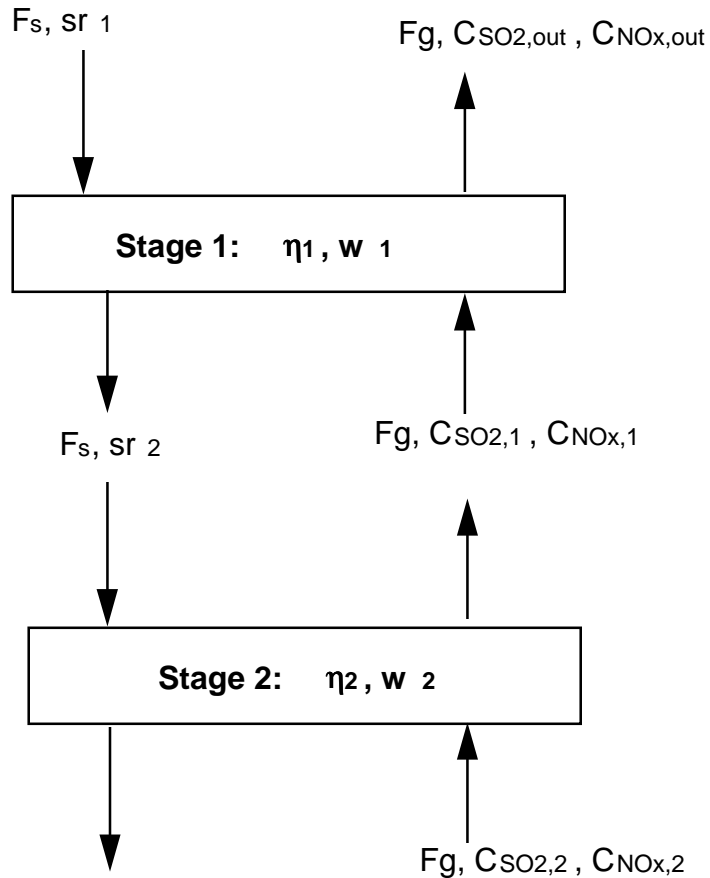 Fs, sr 1
Fg, CSO2,out , CNOx,out
Stage 1: η1 , w 1
Fs, sr 2
Fg, CSO2,1 , CNOx,1
Stage 2: η2 , w 2
Fg, CSO2,2 , CNOx,2